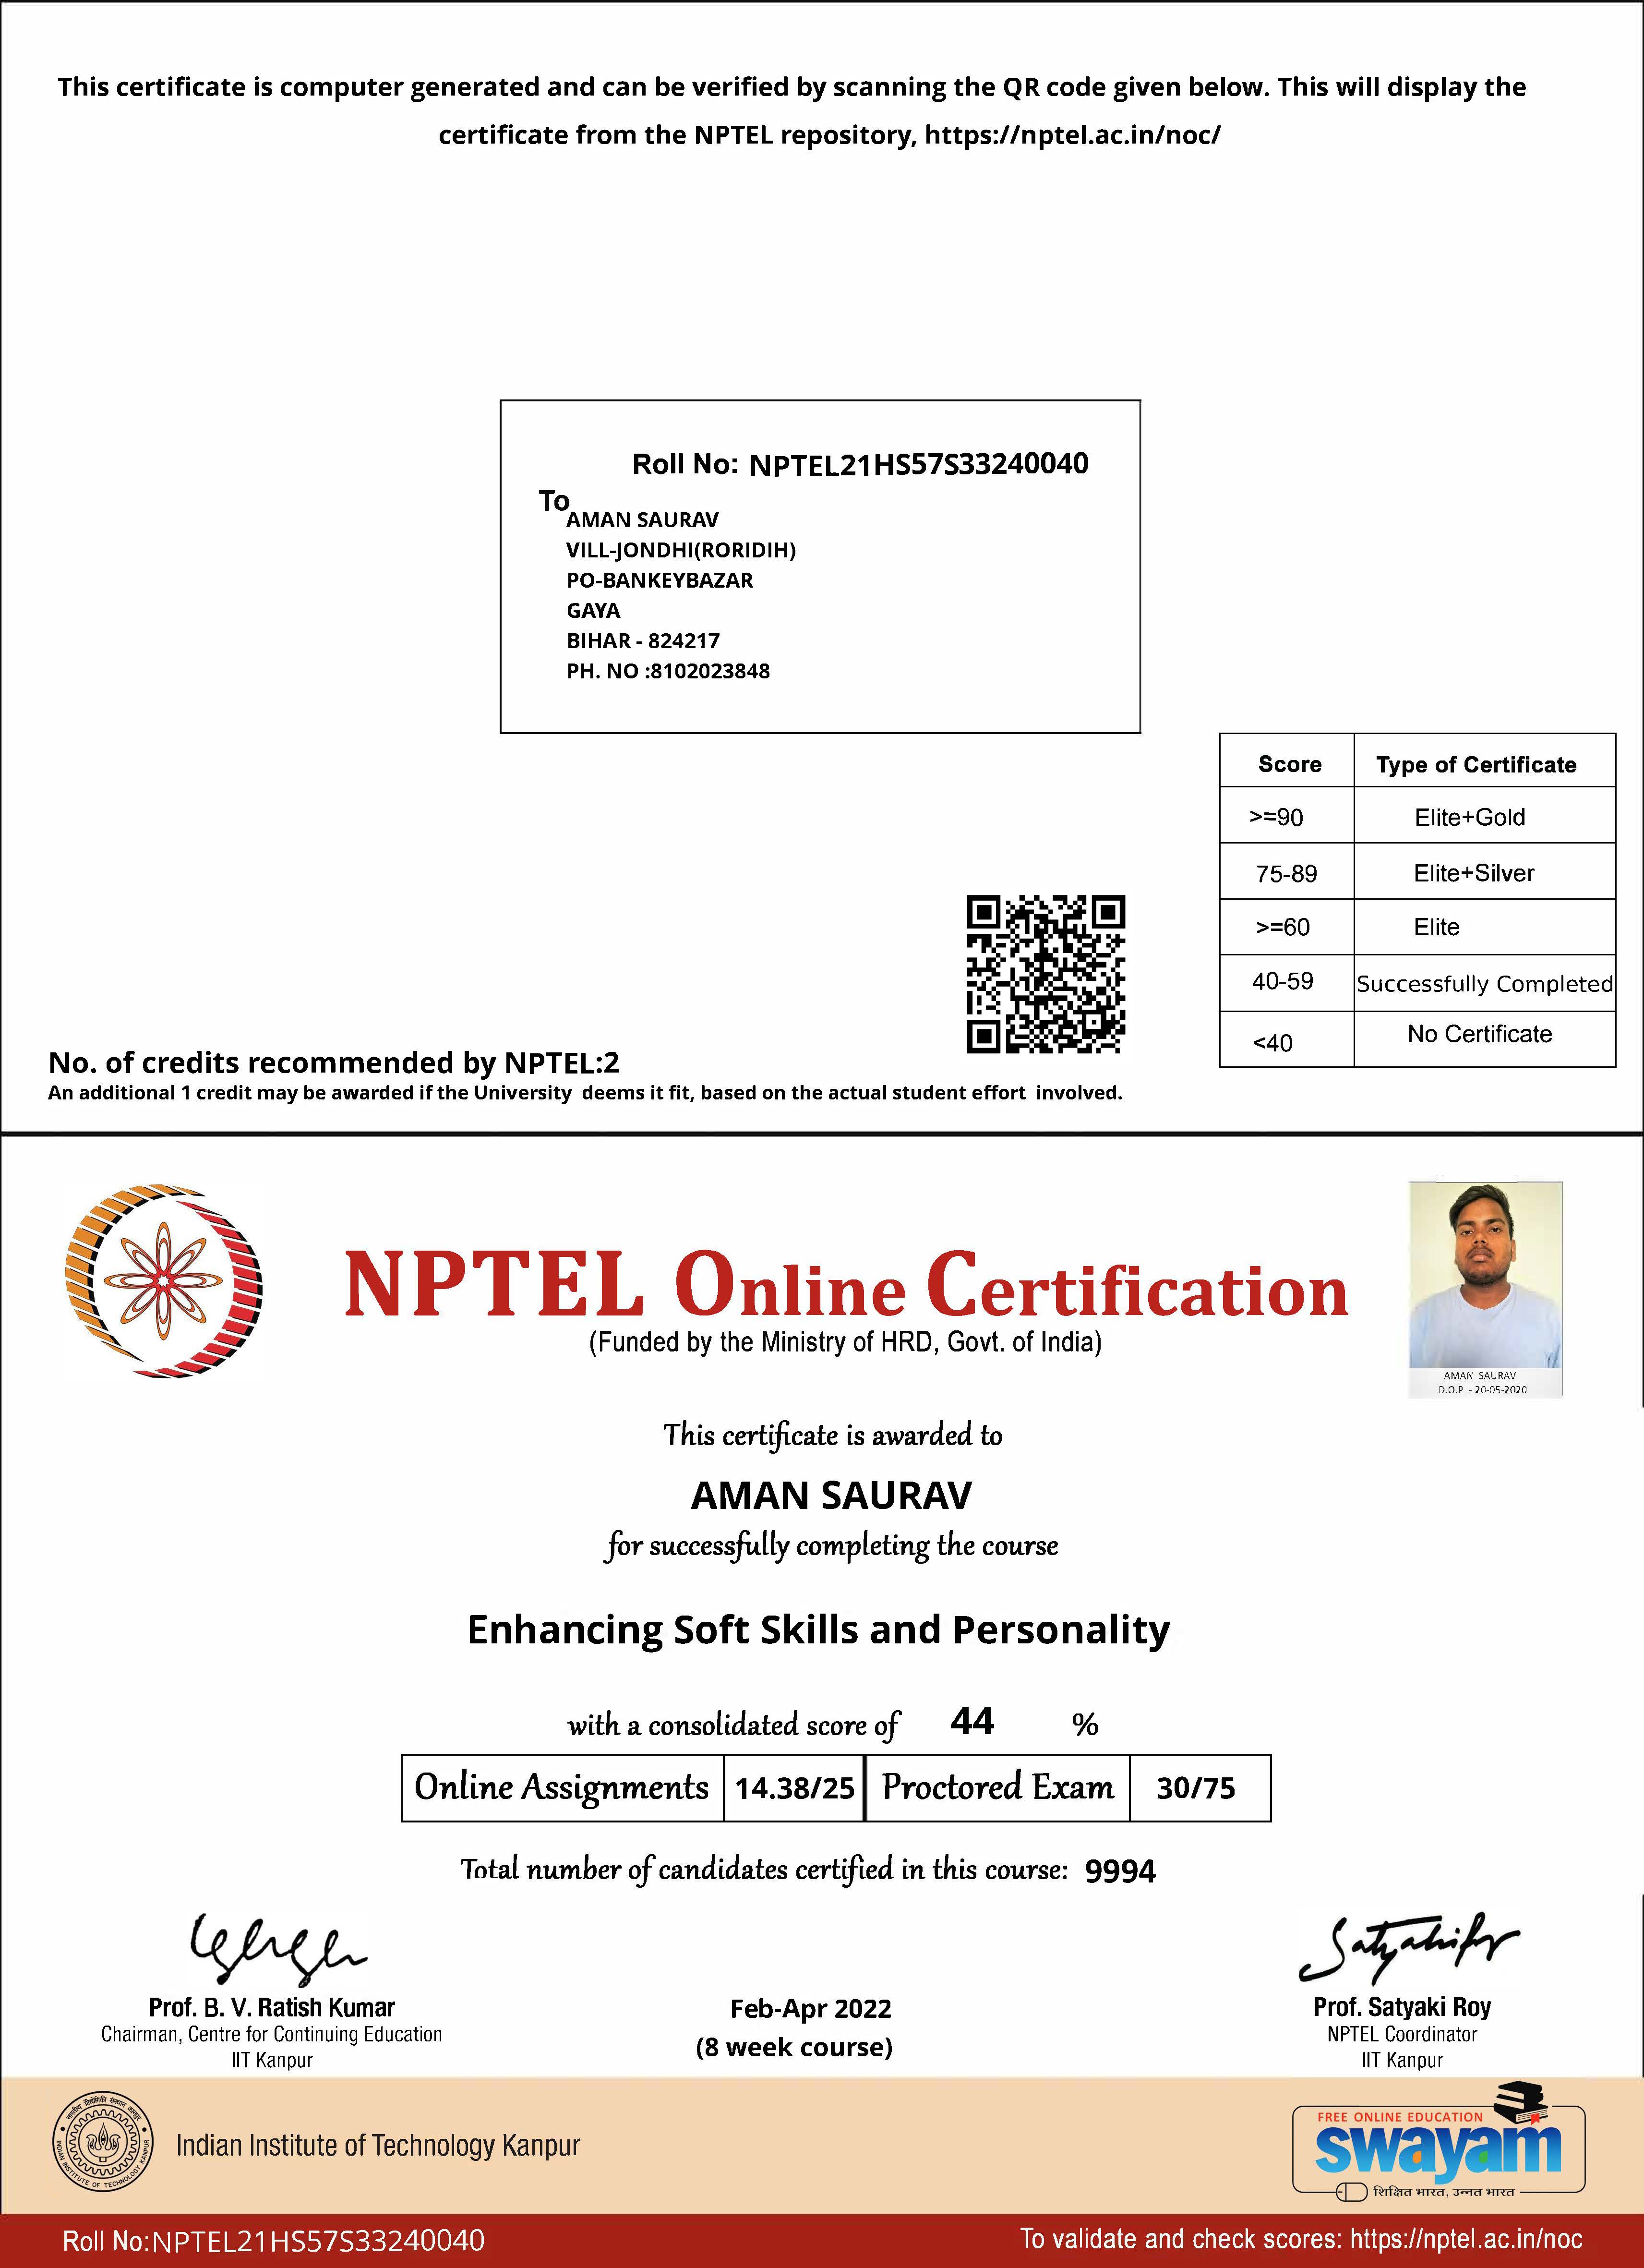 This certificate is computer generated and can be verified by scanning the QR code given below. This will display the
certificate from the NPTEL repository, https://nptel.ac.in/noc/
Roll No: NPTEL21HS57S33240040
To
AMAN SAURAV
VILL-JONDHI(RORIDIH)
PO-BANKEYBAZAR
GAYA
BIHAR - 824217
PH. NO :8102023848
Score Type of Certificate
>=90 Elite+Gold
75-89 Elite+Silver
>=60 Elite
40-59 Successfully Completed
<40 No Certificate
No. of credits recommended by NPTEL:2
An additional 1 credit may be awarded if the University deems it fit, based on the actual student effort involved.
NPTEL Online Certification
(Funded by the Ministry of HRD, Govt. of India)
AMAN SAURAV
D.O.P - 20-05-2020
This certificate is awarded to
AMAN SAURAV
for successfully completing the course
Enhancing Soft Skills and Personality
with a consolidated score of 44 %
Online Assignments 14.38/25 Proctored Exam 30/75
Total number of candidates certified in this course: 9994
Prof. B. V. Ratish Kumar
Chairman, Centre for Continuing Education
IIT Kanpur
Feb-Apr 2022
(8 week course)
Prof. Satyaki Roy
NPTEL Coordinator
IIT Kanpur
INDIAN INSTITUTE OF TECHNOLOGY KANPUR
Indian Institute of Technology Kanpur
FREE ONLINE EDUCATION
swayam
शिक्षित भारत, उन्नत भारत
Roll No:NPTEL21HS57S33240040
To validate and check scores: https://nptel.ac.in/noc